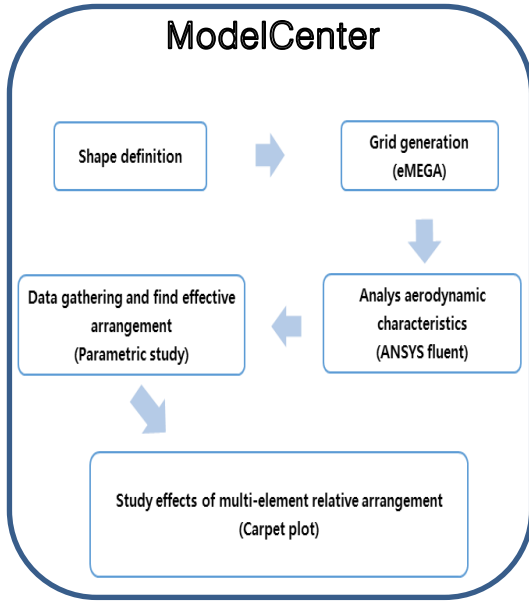 ModelCenter
Shape definition
Grid generation
(eMEGA)
Analys aerodynamic
characteristics
(ANSYS fluent)
Data gathering and find effective
arrangement
(Parametric study)
Study effects of multi-element relative arrangement
(Carpet plot)